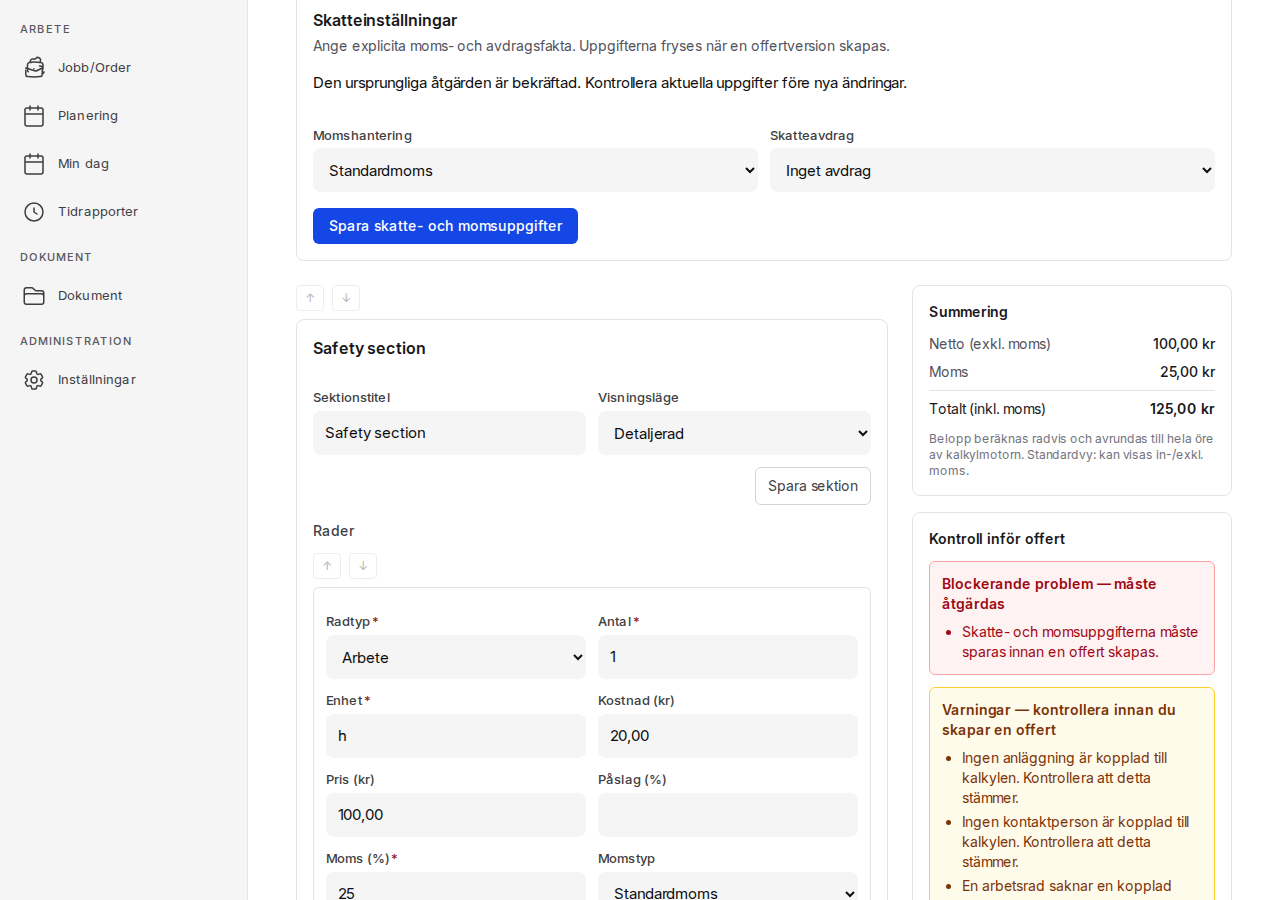 ARBETE
Jobb/Order
Planering
Min dag
Tidrapporter
DOKUMENT
Dokument
ADMINISTRATION
Inställningar
Skatteinställningar
Ange explicita moms- och avdragsfakta. Uppgifterna fryses när en offertversion skapas.
Den ursprungliga åtgärden är bekräftad. Kontrollera aktuella uppgifter före nya ändringar.
Momshantering
Skatteavdrag
Standardmoms
Inget avdrag
Spara skatte- och momsuppgifter
↑ ↓
Safety section
Sektionstitel
Visningsläge
Safety section
Detaljerad
Spara sektion
Rader
↑ ↓
Radtyp*
Antal*
Arbete
1
Enhet*
Kostnad (kr)
h
20,00
Pris (kr)
Påslag (%)
100,00
Moms (%)*
Momstyp
25
Standardmoms
Summering
Netto (exkl. moms) 100,00 kr
Moms 25,00 kr
Totalt (inkl. moms) 125,00 kr
Belopp beräknas radvis och avrundas till hela öre
av kalkylmotorn. Standardvy: kan visas in-/exkl.
moms.
Kontroll inför offert
Blockerande problem — måste
åtgärdas
• Skatte- och momsuppgifterna måste
sparas innan en offert skapas.
Varningar — kontrollera innan du
skapar en offert
• Ingen anläggning är kopplad till
kalkylen. Kontrollera att detta
stämmer.
• Ingen kontaktperson är kopplad till
kalkylen. Kontrollera att detta
stämmer.
• En arbetsrad saknar en kopplad